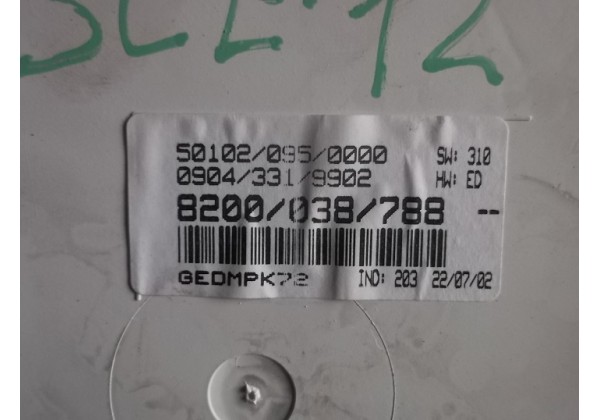 50102/095/0000 SW: 310
0904/331/9902 HW: ED
8200/038/788 --
GEDMPK72 IND: 203 22/07/02